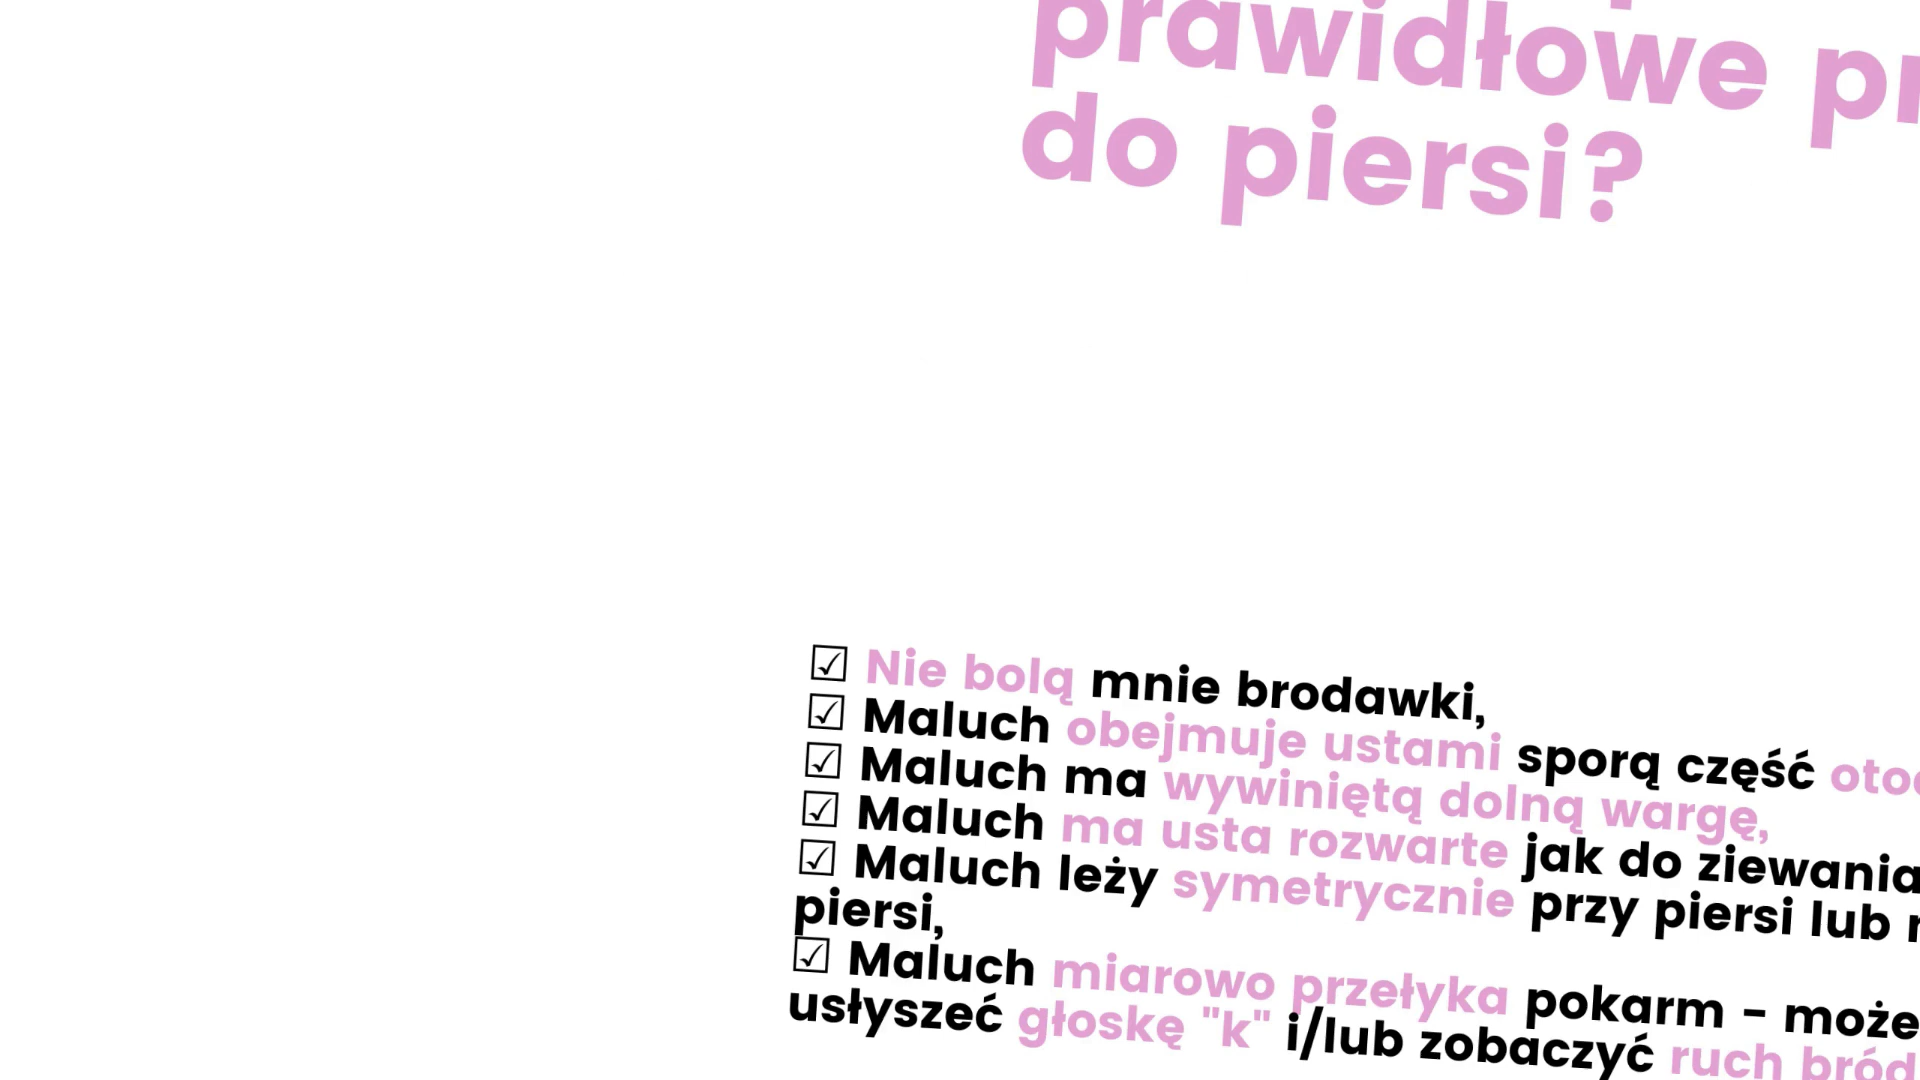 prawidłowe
do piersi?
☑ Nie bolą mnie brodawki,
☑ Maluch obejmuje ustami sporą część
☑ Maluch ma wywiniętą dolną wargę,
☑ Maluch ma usta rozwarte jak do ziewania
☑ Maluch leży symetrycznie przy piersi lub
piersi,
☑ Maluch miarowo przełyka pokarm - może
usłyszeć głoskę "k" i/lub zobaczyć ruch